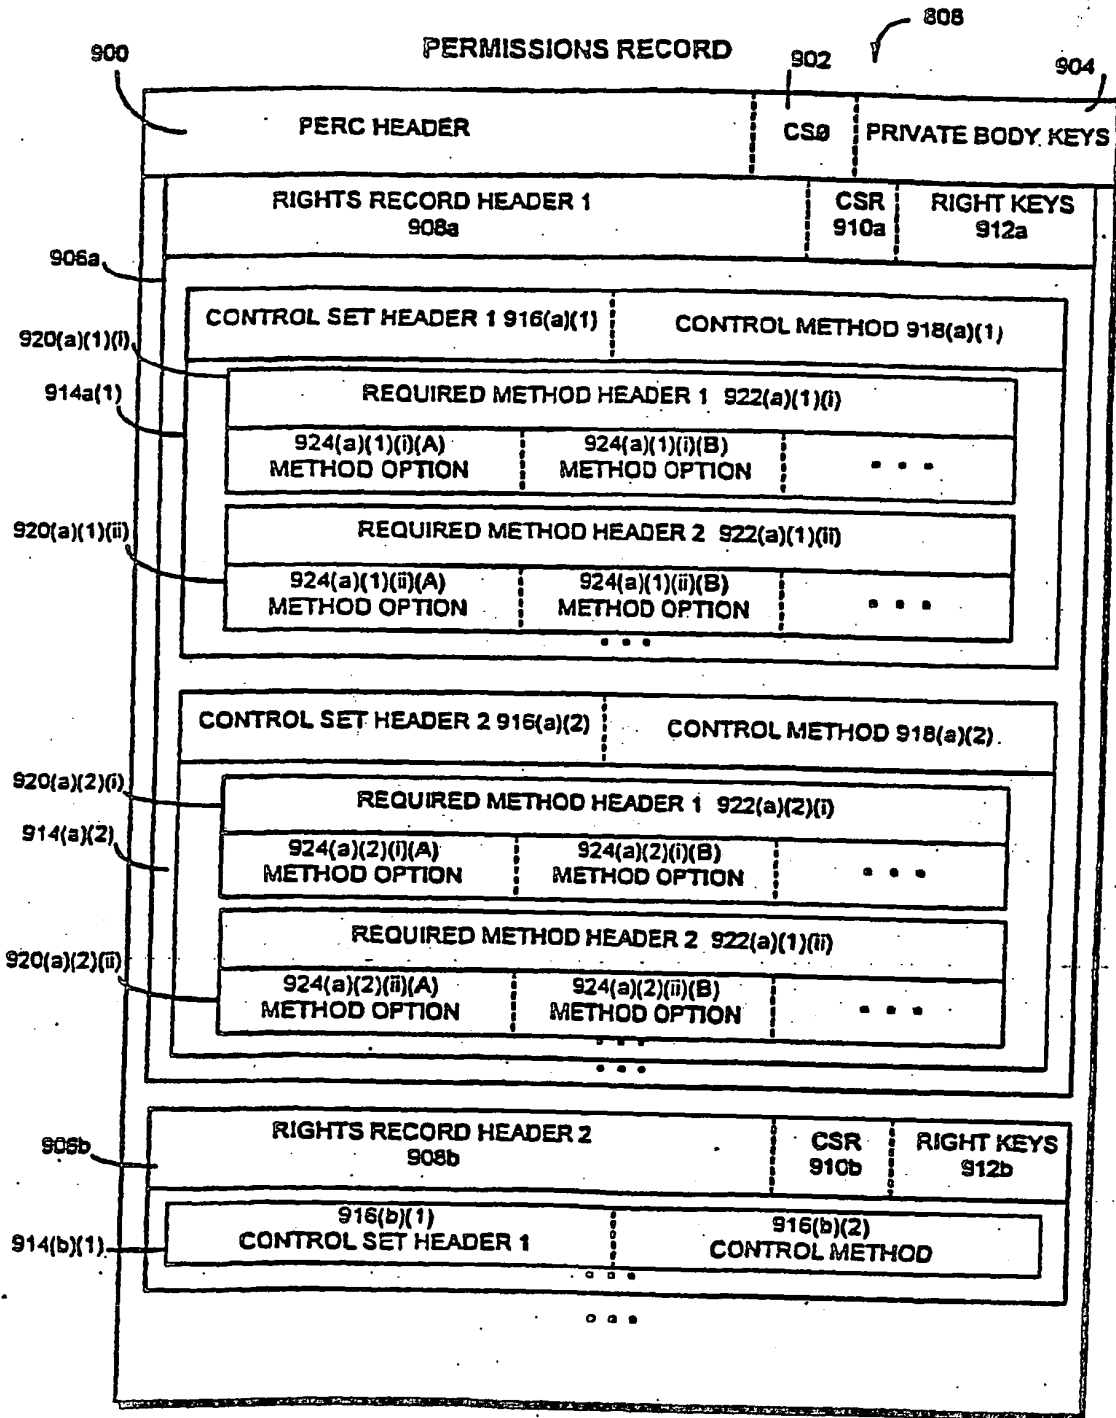 808
PERMISSIONS RECORD
900
902
904
PERC HEADER
CS0
PRIVATE BODY KEYS
RIGHTS RECORD HEADER 1
908a
CSR
910a
RIGHT KEYS
912a
906a
CONTROL SET HEADER 1 916(a)(1)
CONTROL METHOD 918(a)(1)
920(a)(1)(i)
914a(1)
REQUIRED METHOD HEADER 1 922(a)(1)(i)
924(a)(1)(i)(A)
METHOD OPTION
924(a)(1)(i)(B)
METHOD OPTION
• • •
920(a)(1)(ii)
REQUIRED METHOD HEADER 2 922(a)(1)(ii)
924(a)(1)(ii)(A)
METHOD OPTION
924(a)(1)(ii)(B)
METHOD OPTION
• • •
• • •
CONTROL SET HEADER 2 916(a)(2)
CONTROL METHOD 918(a)(2)
920(a)(2)(i)
914(a)(2)
REQUIRED METHOD HEADER 1 922(a)(2)(i)
924(a)(2)(i)(A)
METHOD OPTION
924(a)(2)(i)(B)
METHOD OPTION
• • •
920(a)(2)(ii)
REQUIRED METHOD HEADER 2 922(a)(1)(ii)
924(a)(2)(ii)(A)
METHOD OPTION
924(a)(2)(ii)(B)
METHOD OPTION
• • •
• • •
• • •
906b
RIGHTS RECORD HEADER 2
908b
CSR
910b
RIGHT KEYS
912b
914(b)(1)
916(b)(1)
CONTROL SET HEADER 1
916(b)(2)
CONTROL METHOD
• • •
• • •